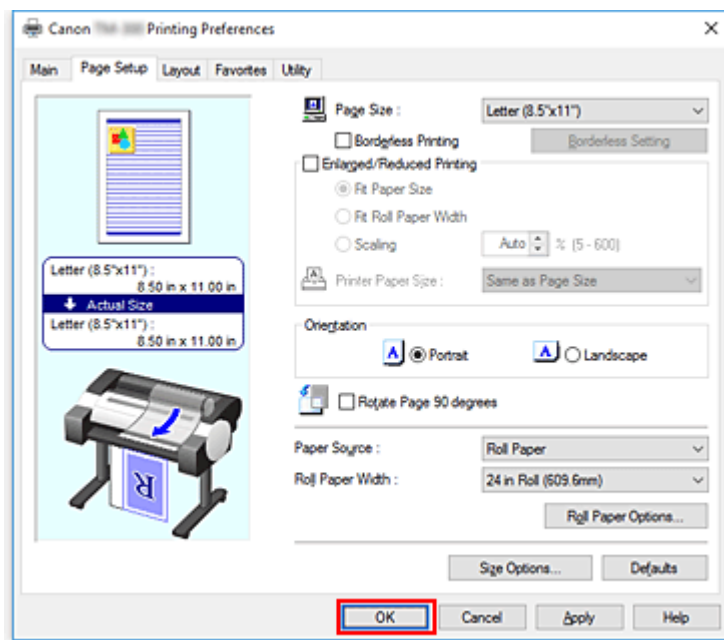 Canon Printing Preferences
Main Page Setup Layout Favorites Utility
Page Size : Letter (8.5"x11")
Borderless Printing Borderless Setting
Enlarged/Reduced Printing
Fit Paper Size
Fit Roll Paper Width
Scaling Auto % (5 - 600)
Printer Paper Size : Same as Page Size
Letter (8.5"x11") :
8.50 in x 11.00 in
Actual Size
Letter (8.5"x11") :
8.50 in x 11.00 in
Orientation
A Portrait A Landscape
Rotate Page 90 degrees
Paper Source : Roll Paper
Roll Paper Width : 24 in Roll (609.6mm)
Roll Paper Options...
R
Size Options... Defaults
OK Cancel Apply Help